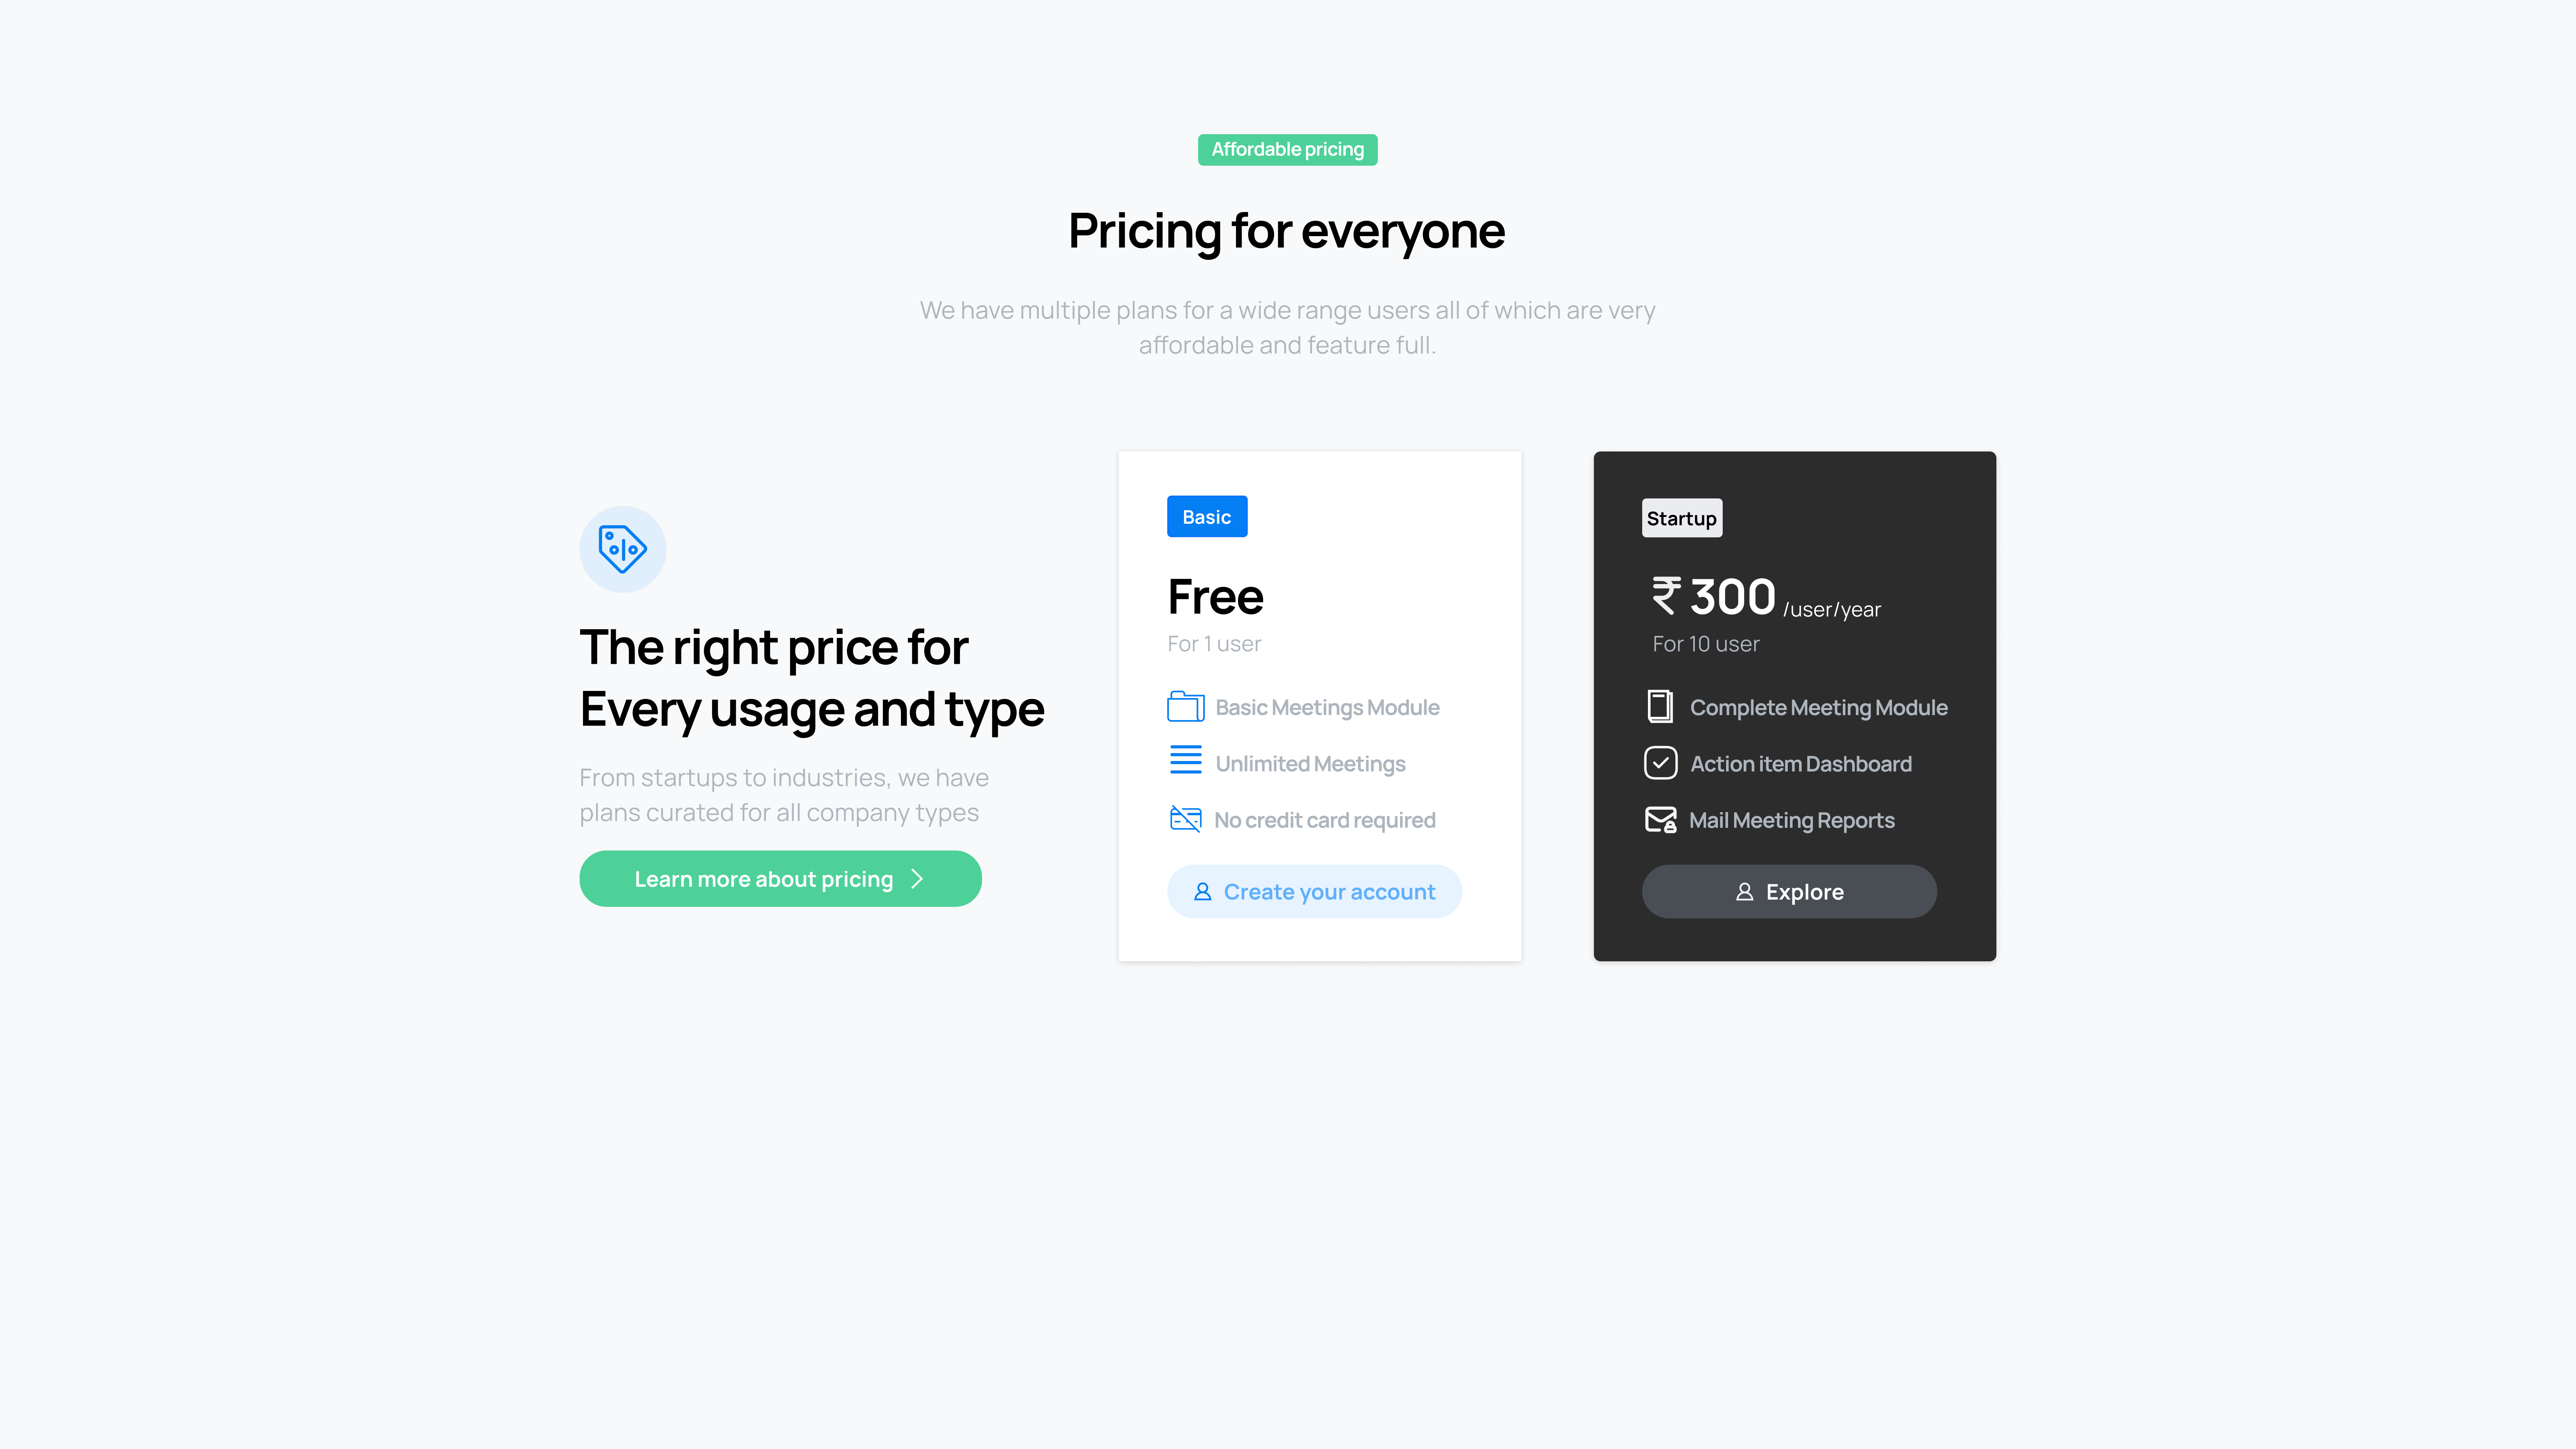 Affordable pricing
Pricing for everyone
We have multiple plans for a wide range users all of which are very
affordable and feature full.
The right price for
Every usage and type
From startups to industries, we have
plans curated for all company types
Learn more about pricing
Basic
Free
For 1 user
Basic Meetings Module
Unlimited Meetings
No credit card required
Create your account
Startup
₹ 300 /user/year
For 10 user
Complete Meeting Module
Action item Dashboard
Mail Meeting Reports
Explore